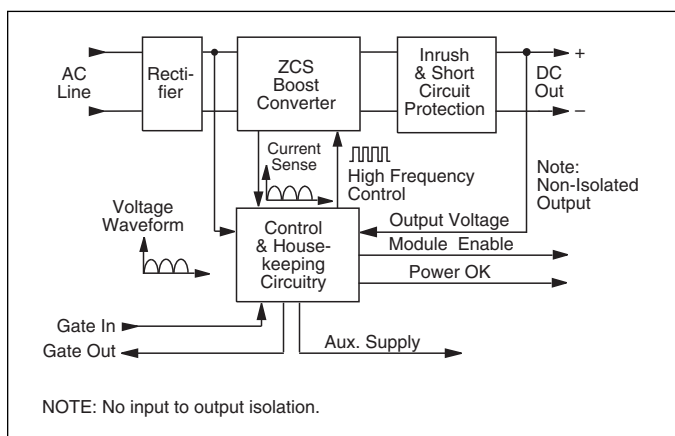 AC
Line
Recti-
fier
ZCS
Boost
Converter
Inrush
& Short
Circuit
Protection
+
DC
Out
–
Current
Sense
High Frequency
Control
Note:
Non-Isolated
Output
Voltage
Waveform
Control
& House-
keeping
Circuitry
Output Voltage
Module Enable
Power OK
Gate In
Gate Out
Aux. Supply
NOTE: No input to output isolation.